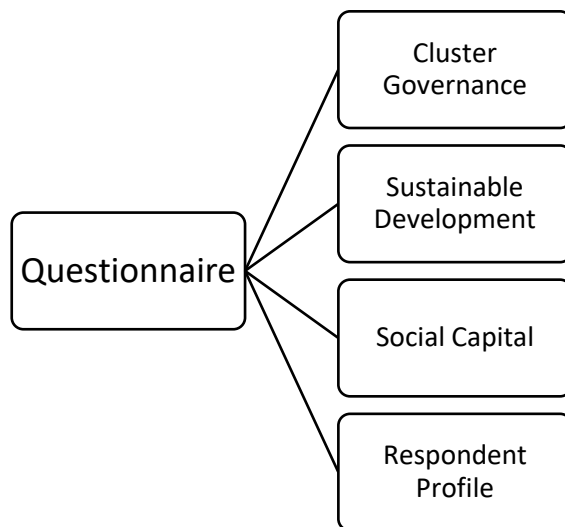 Cluster
Governance
Sustainable
Development
Questionnaire
Social Capital
Respondent
Profile